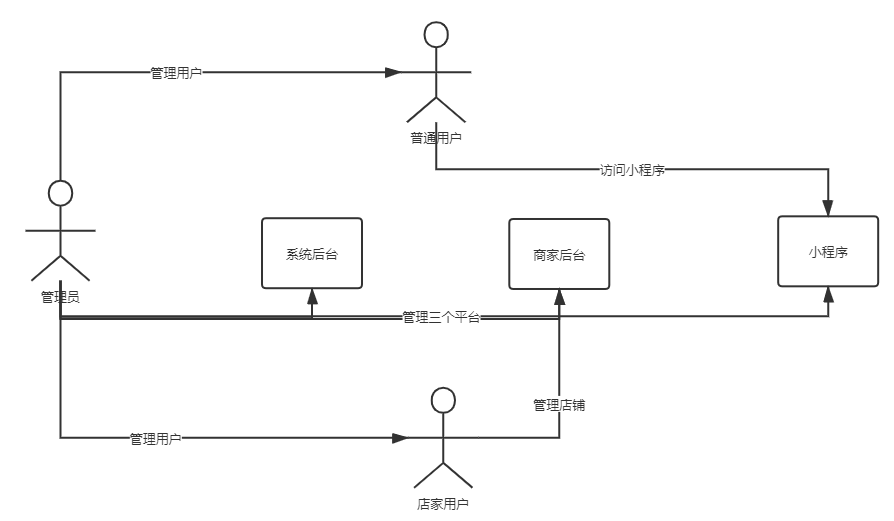 管理用户
普通用户
访问小程序
系统后台
商家后台
小程序
管理员
管理三个平台
管理店铺
管理用户
店家用户